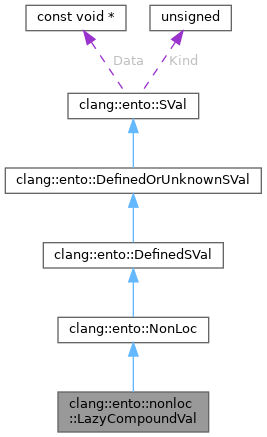 const void *
unsigned
Data
Kind
clang::ento::SVal
clang::ento::DefinedOrUnknownSVal
clang::ento::DefinedSVal
clang::ento::NonLoc
clang::ento::nonloc
::LazyCompoundVal